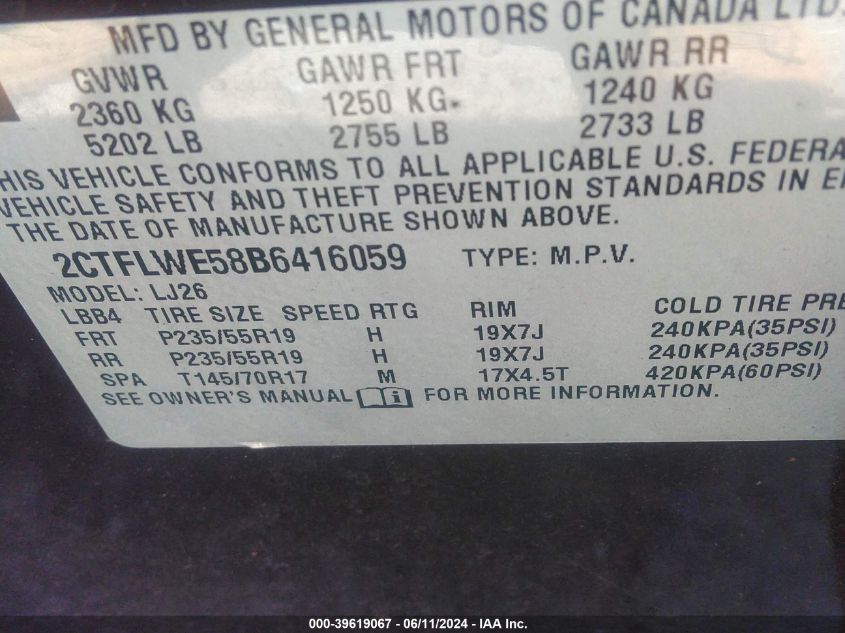 MFD BY GENERAL MOTORS OF CANADA LTD.
GVWR GAWR FRT GAWR RR
2360 KG 1250 KG 1240 KG
5202 LB 2755 LB 2733 LB
HIS VEHICLE CONFORMS TO ALL APPLICABLE U.S. FEDERA
VEHICLE SAFETY AND THEFT PREVENTION STANDARDS IN E
THE DATE OF MANUFACTURE SHOWN ABOVE.
2CTFLWE58B6416059 TYPE: M.P.V.
MODEL: LJ26
LBB4 TIRE SIZE SPEED RTG RIM COLD TIRE PRE
FRT P235/55R19 H 19X7J 240KPA(35PSI)
RR P235/55R19 H 19X7J 240KPA(35PSI)
SPA T145/70R17 M 17X4.5T 420KPA(60PSI)
SEE OWNER'S MANUAL i FOR MORE INFORMATION.
000-39619067 - 06/11/2024 - IAA Inc.